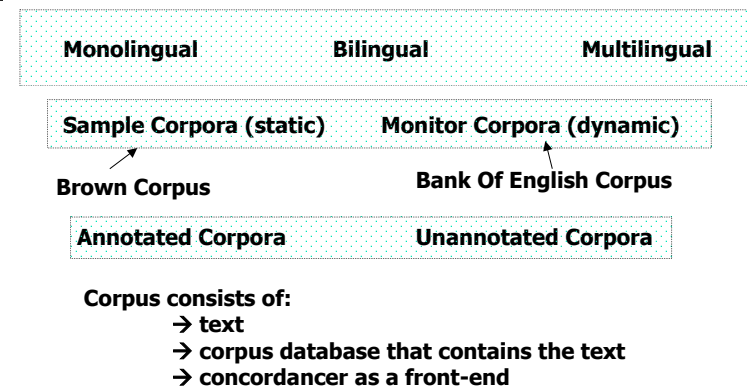 Monolingual Bilingual Multilingual
Sample Corpora (static) Monitor Corpora (dynamic)
Brown Corpus Bank Of English Corpus
Annotated Corpora Unannotated Corpora
Corpus consists of:
→ text
→ corpus database that contains the text
→ concordancer as a front-end